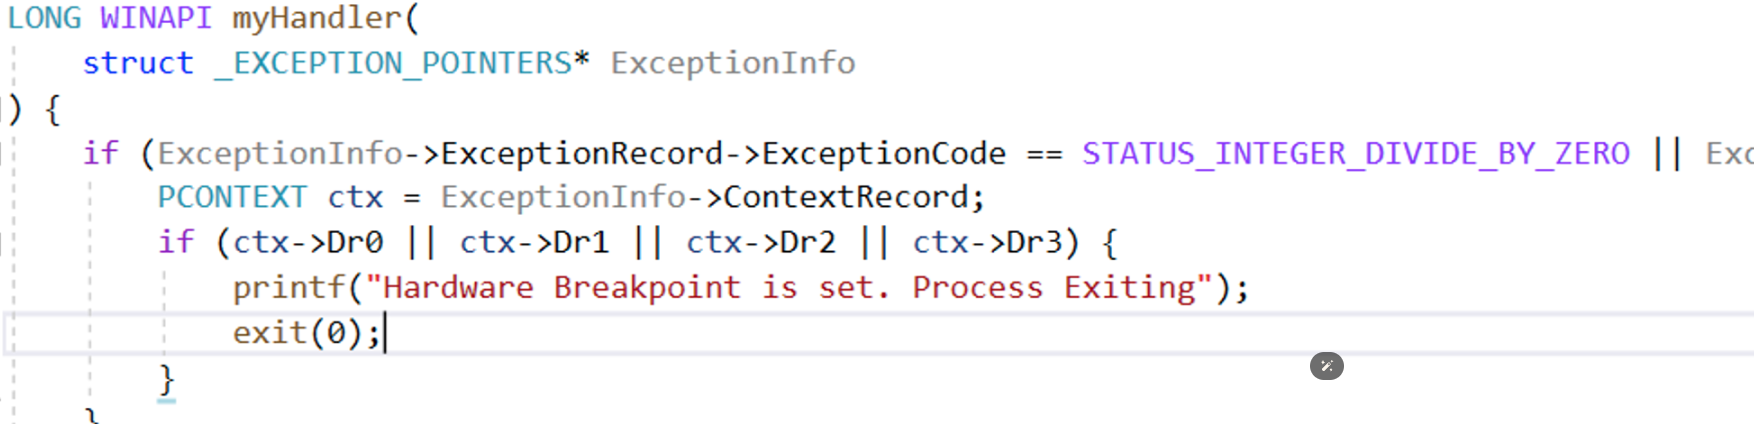 LONG WINAPI myHandler(
struct _EXCEPTION_POINTERS* ExceptionInfo
) {
if (ExceptionInfo->ExceptionRecord->ExceptionCode == STATUS_INTEGER_DIVIDE_BY_ZERO ||
PCONTEXT ctx = ExceptionInfo->ContextRecord;
if (ctx->Dr0 || ctx->Dr1 || ctx->Dr2 || ctx->Dr3) {
printf("Hardware Breakpoint is set. Process Exiting");
exit(0);
}
}